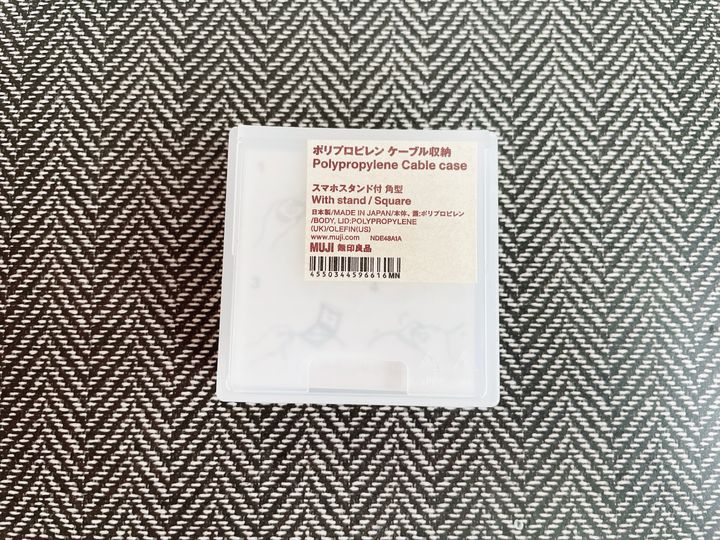 ポリプロピレン ケーブル収納
Polypropylene Cable case
スマホスタンド付 角型
With stand / Square
日本製/MADE IN JAPAN/本体、蓋:ポリプロピレン
/BODY, LID:POLYPROPYLENE
(UK)/OLEFIN(US)
www.muji.com NDE48A1A
MUJI 無印良品
4550344596616MN
3